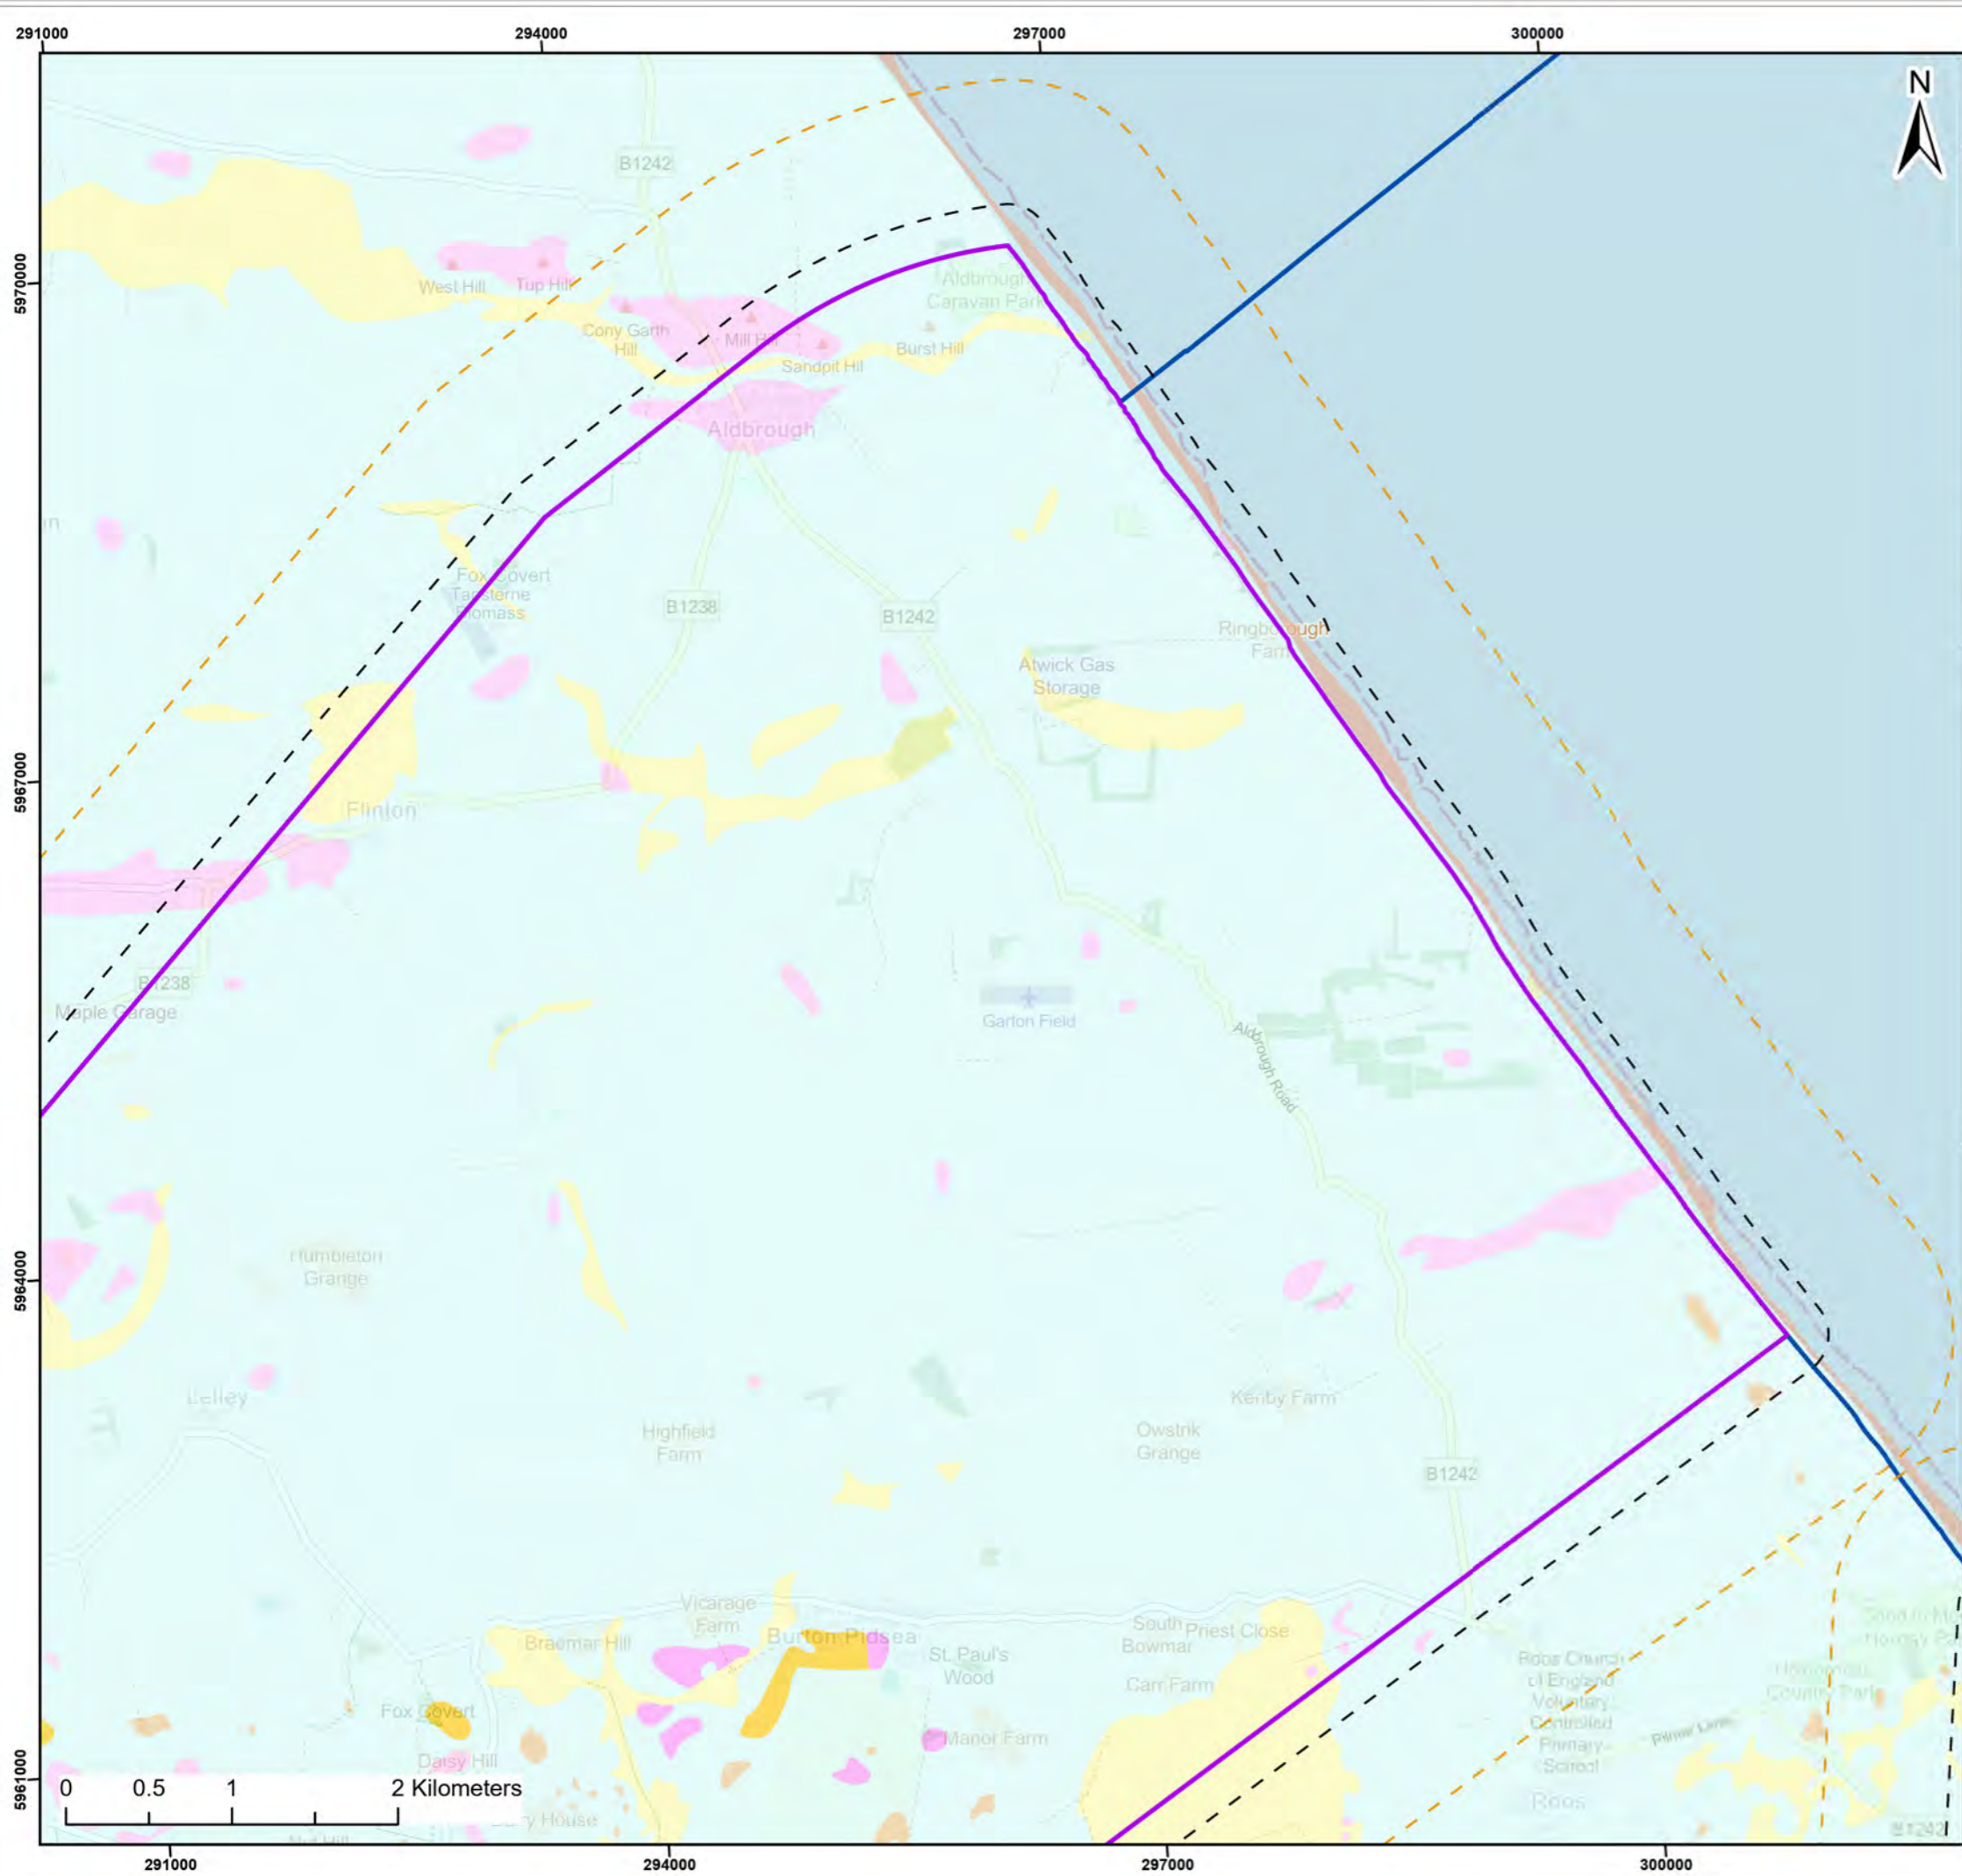 291000
294000
297000
300000
N
B1242
5970000
West Hill
Tup Hill
Aldbrough
Caravan Park
Cony Garth
Hill
Mill Hill
Sandpit Hill
Burst Hill
Aldbrough
Fox Covert
Tansterne
Biomass
B1238
B1242
Ringbrough
Farm
Atwick Gas
Storage
5967000
Flinton
B1238
Maple Garage
Garton Field
Aldbrough Road
5964000
Humbleton
Grange
Lelley
Highfield
Farm
Owstrik
Grange
Kenby Farm
B1242
Vicarage
Farm
Braemar Hill
Burton Pidsea
St. Paul's
Wood
South
Bowmar
Priest Close
Carr Farm
Roos Church
of England
Voluntary
Controlled
Primary
School
Fox Covert
Manor Farm
Daisy Hill
5961000
0
0.5
1
2 Kilometers
Roos
B1242
291000
294000
297000
300000